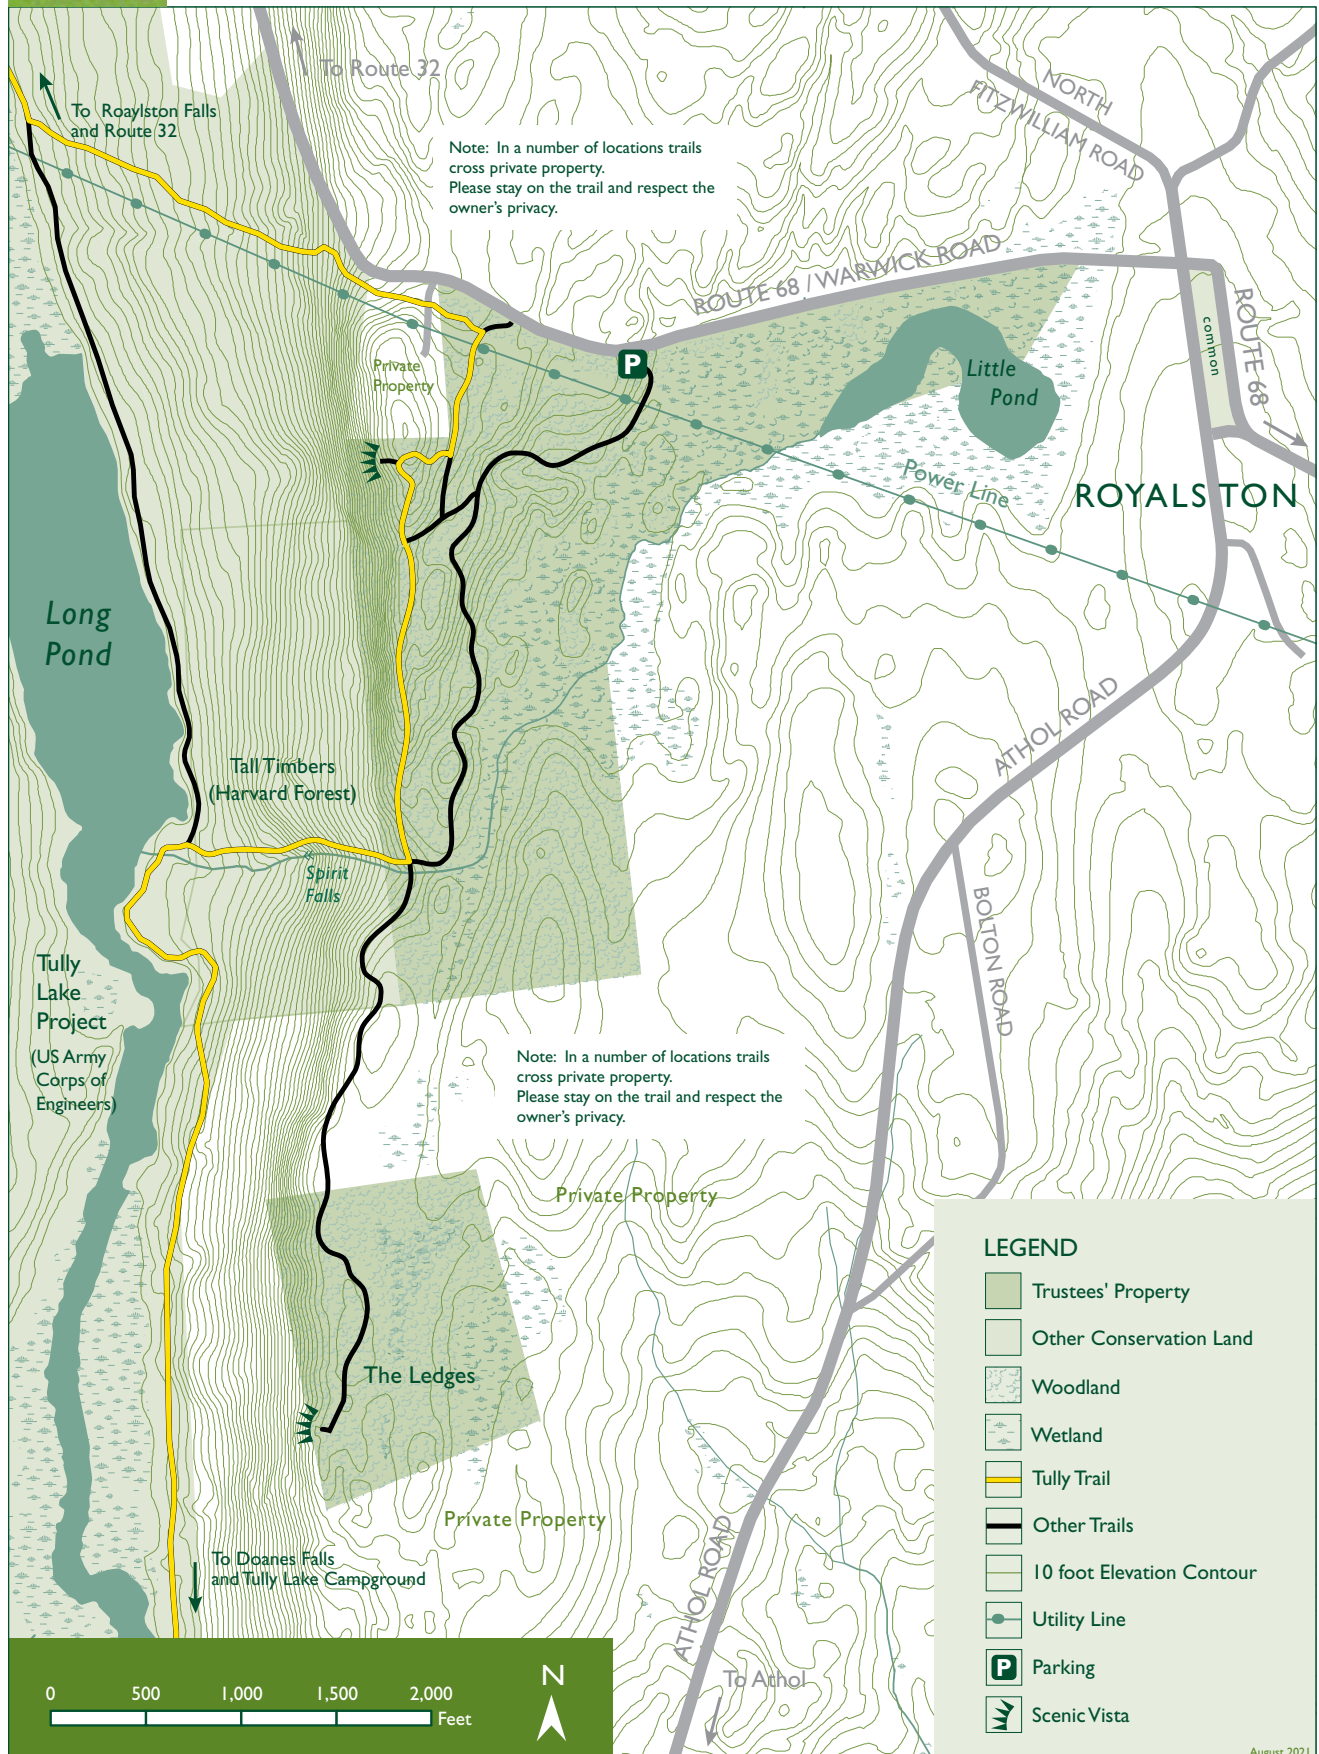 To Route 32
NORTH
FITZWILLIAM ROAD
To Roaylston Falls
and Route 32
Note: In a number of locations trails
cross private property.
Please stay on the trail and respect the
owner's privacy.
ROUTE 68 / WARWICK ROAD
ROUTE 68
common
P
Private
Property
Little
Pond
Power Line
ROYALSTON
Long
Pond
ATHOL ROAD
Tall Timbers
(Harvard Forest)
Spirit
Falls
BOLTON ROAD
Tully
Lake
Project
(US Army
Corps of
Engineers)
Note: In a number of locations trails
cross private property.
Please stay on the trail and respect the
owner's privacy.
Private Property
The Ledges
Private Property
To Doanes Falls
and Tully Lake Campground
ATHOL ROAD
To Athol
LEGEND
Trustees' Property
Other Conservation Land
Woodland
Wetland
Tully Trail
Other Trails
10 foot Elevation Contour
Utility Line
P Parking
Scenic Vista
N
0 500 1,000 1,500 2,000
Feet
August 2021